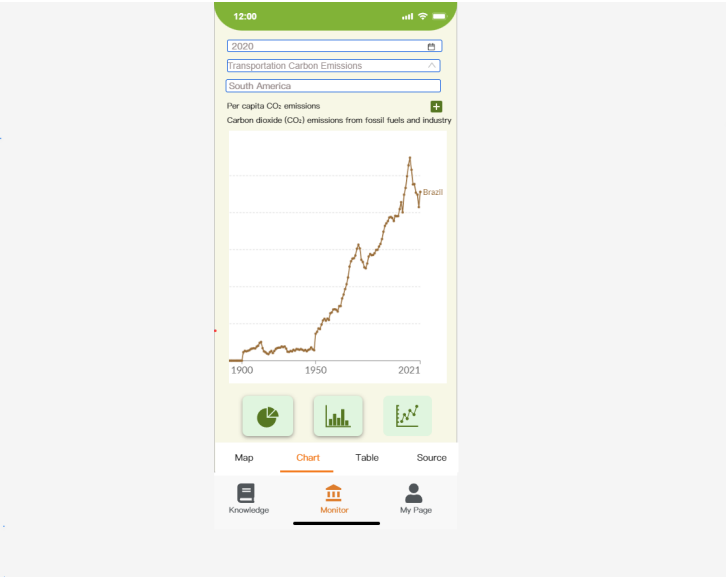 12:00
2020
Transportation Carbon Emissions
South America
Per capita CO₂ emissions
Carbon dioxide (CO₂) emissions from fossil fuels and industry
Brazil
1900 1950 2021
Map Chart Table Source
Knowledge Monitor My Page